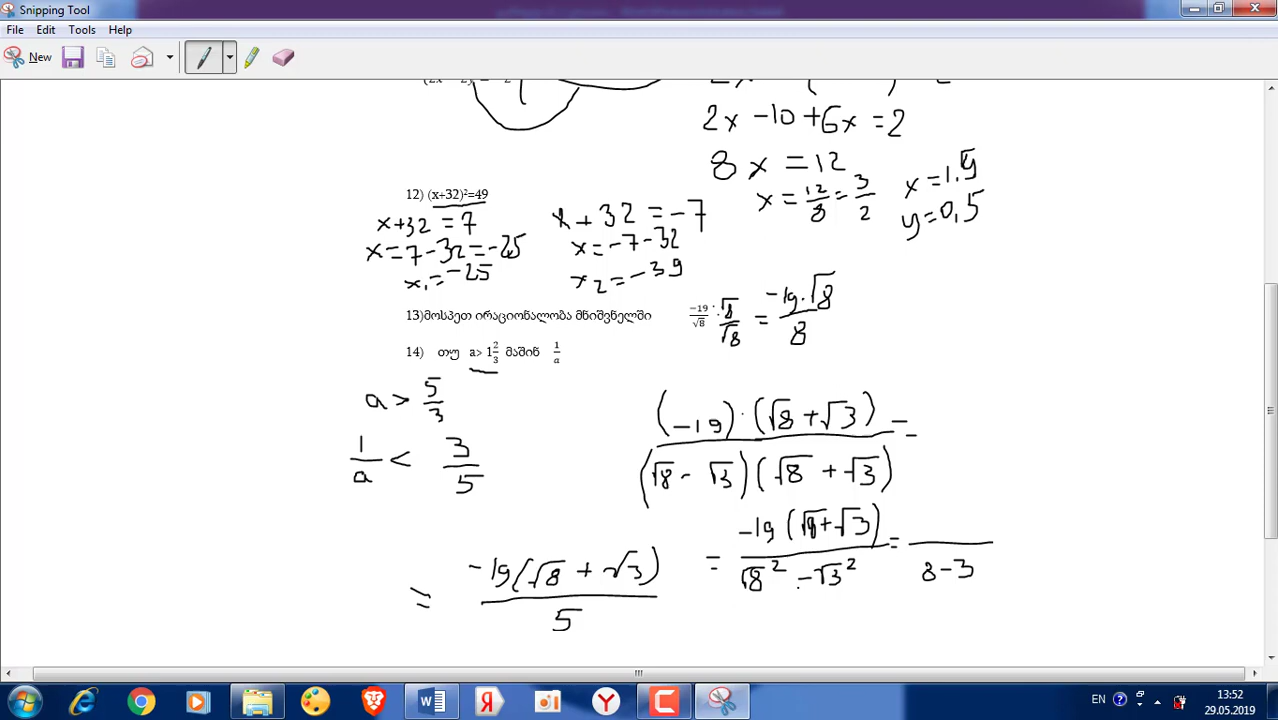 Snipping Tool
File Edit Tools Help
New
2x -10 +6x =2
8x =12
x = 12/8 = 3/2
x =1.5
y =0,5
12) (x+32)²=49
x+32 =7
x=7-32=-25
x₁=-25
x+32 =-7
x=-7-32
x₂=-39
13)მოსპეთ ირაციონალობა მნიშვნელში -19/√8 · √8/√8 = -19·√8/8
14) თუ a> 1 2/3 მაშინ 1/a
a > 5/3
1/a < 3/5
(-19)·(√8 +√3)/(√8 - √3)(√8 +√3) =
= -19(√8+√3)/√8² -√3² = /8-3
= -19(√8 + √3)/5
EN
13:52
29.05.2019